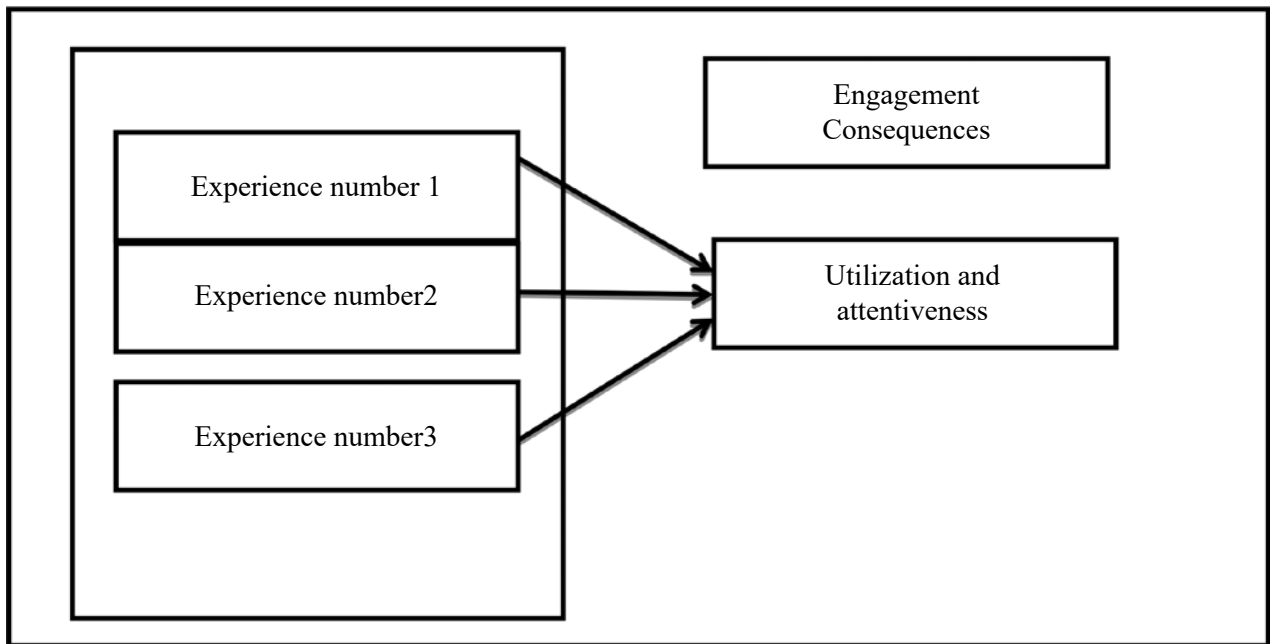 Experience number 1
Experience number2
Experience number3
Engagement
Consequences
Utilization and
attentiveness